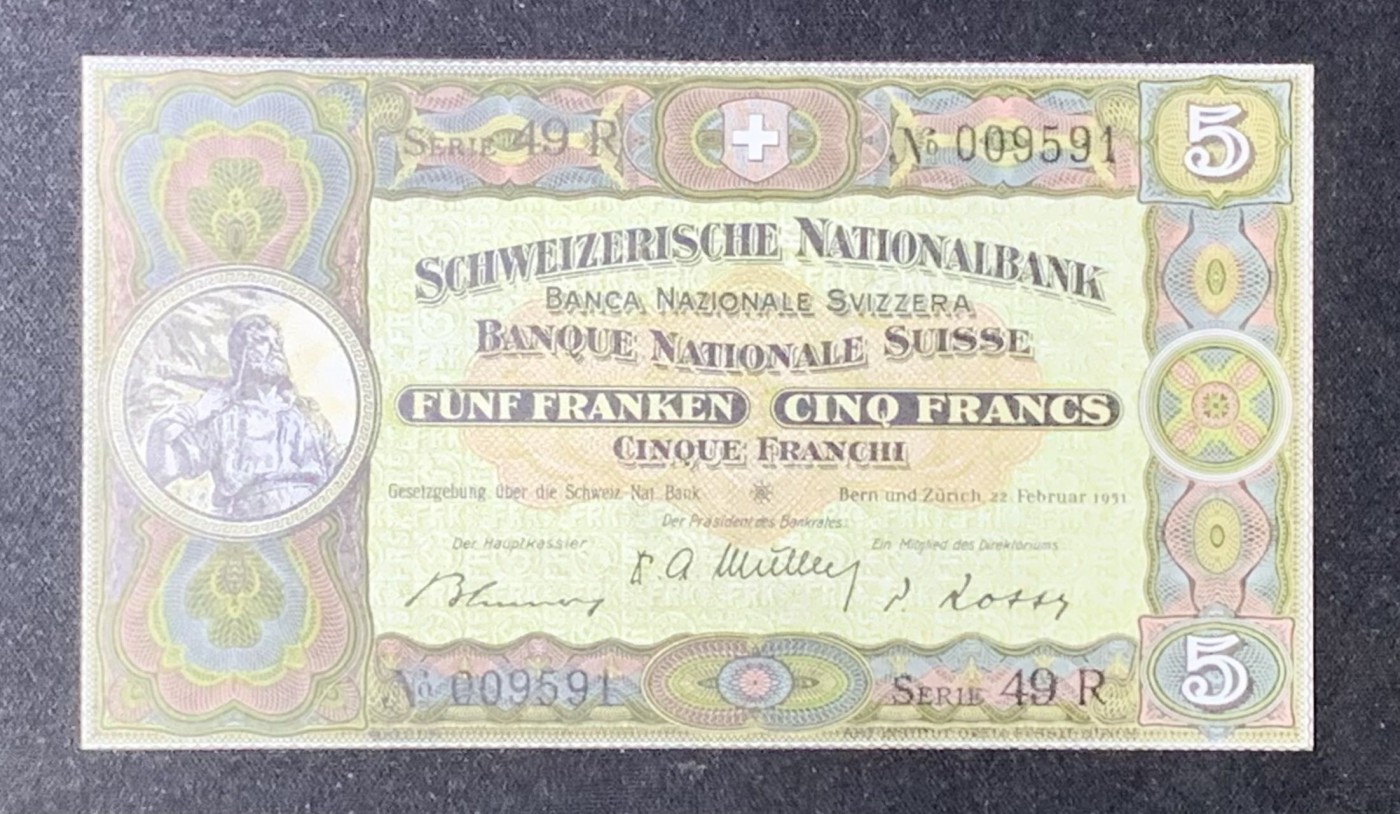 SERIE 49 R
No 009591
5
SCHWEIZERISCHE NATIONALBANK
BANCA NAZIONALE SVIZZERA
BANQUE NATIONALE SUISSE
FÜNF FRANKEN CINQ FRANCS
CINQUE FRANCHI
Gesetzgebung über die Schweiz. Nat. Bank
Bern und Zürich, 22. Februar 1951
Der Präsident des Bankrates
Der Hauptkassier
Ein Mitglied des Direktoriums
A Müller
P. Rossy
No 009591
SERIE 49 R
5